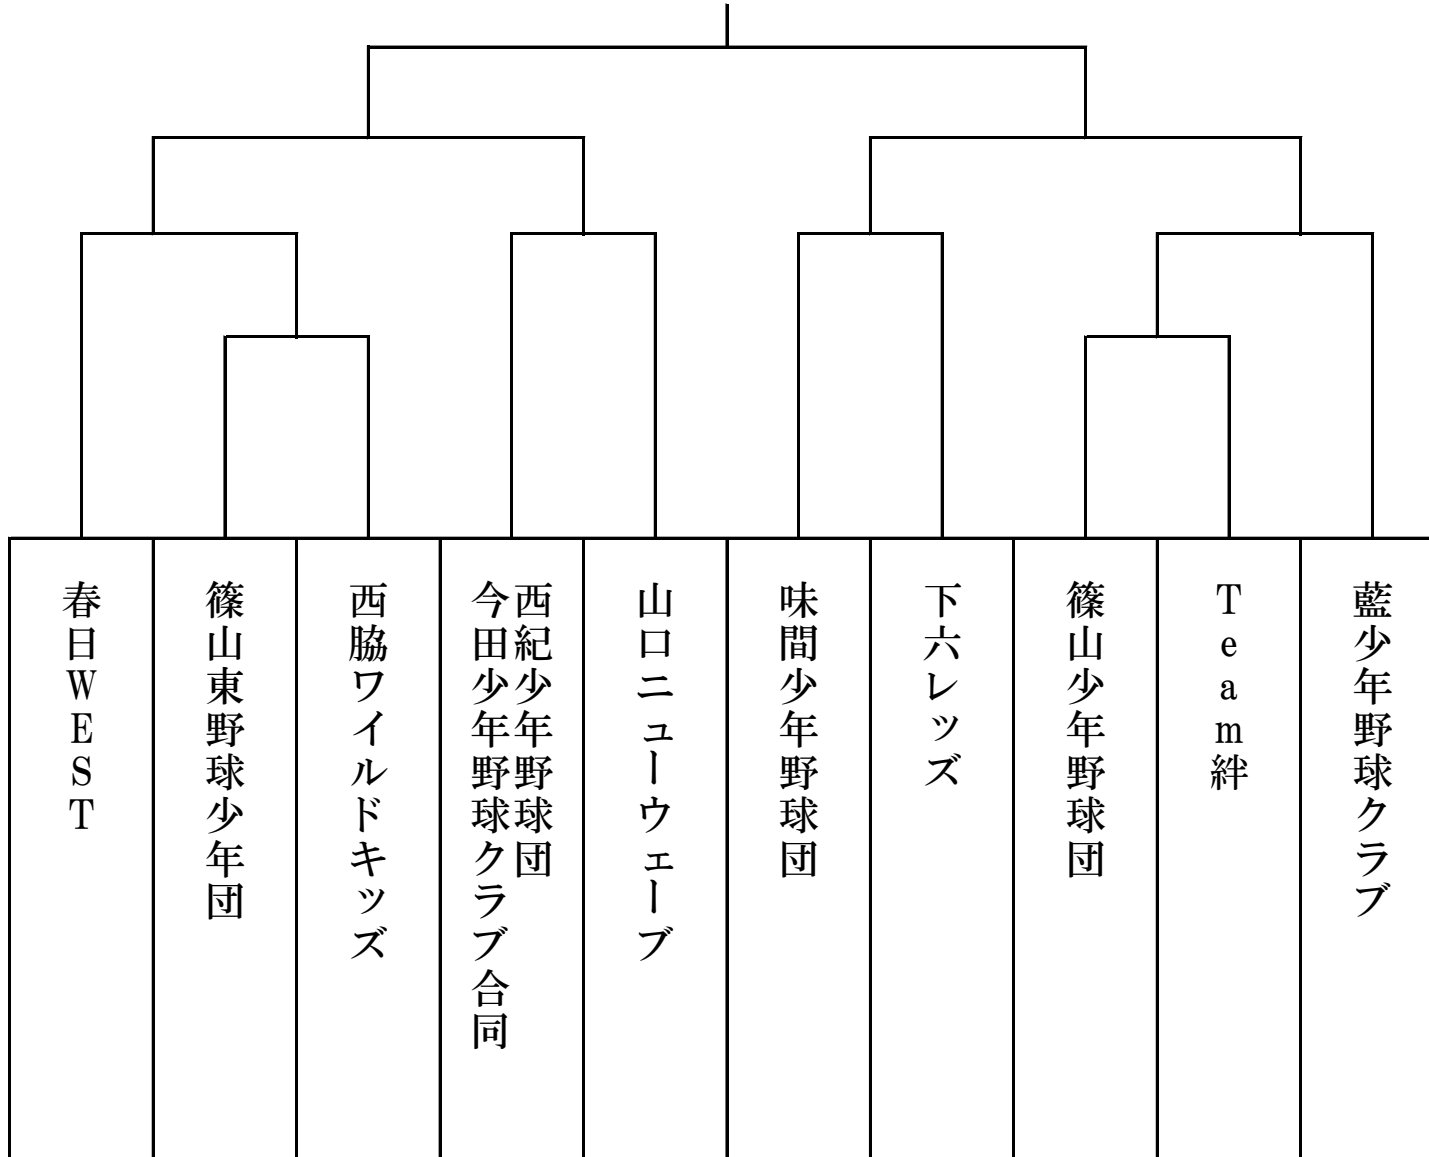 春日WEST
篠山東野球少年団
西脇ワイルドキッズ
西紀少年野球団
今田少年野球クラブ合同
山口ニューウェーブ
味間少年野球団
下六レッズ
篠山少年野球団
Team絆
藍少年野球クラブ